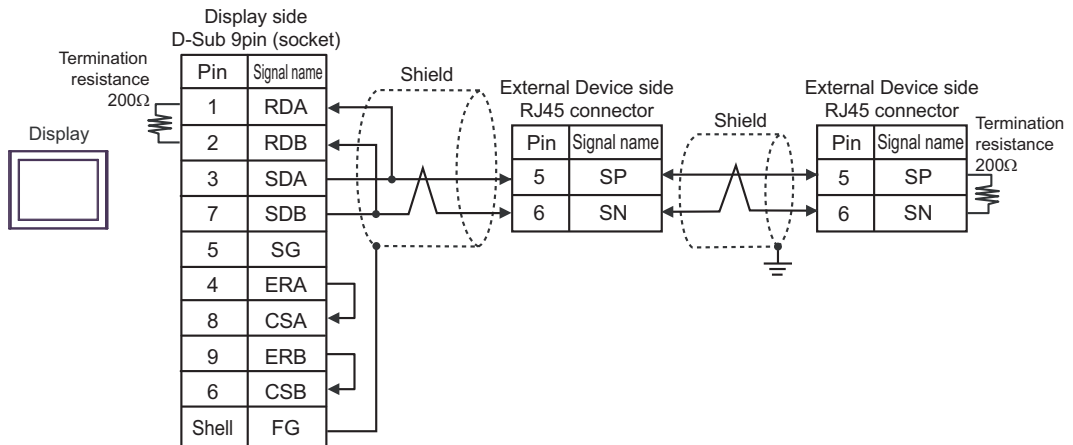 Display side
D-Sub 9pin (socket)
Termination
resistance
200Ω
Display
Pin Signal name
1 RDA
2 RDB
3 SDA
7 SDB
5 SG
4 ERA
8 CSA
9 ERB
6 CSB
Shell FG
Shield
External Device side
RJ45 connector
Pin Signal name
5 SP
6 SN
Shield
External Device side
RJ45 connector
Pin Signal name
5 SP
6 SN
Termination
resistance
200Ω